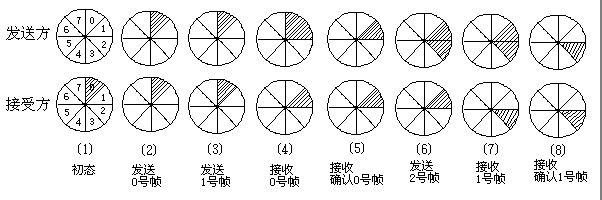 发送方
7 0
6 1
5 2
4 3
接受方
7 0
6 1
5 2
4 3
(1) (2) (3) (4) (5) (6) (7) (8)
初态
发送
0号帧
发送
1号帧
接收
0号帧
接收
确认0号帧
发送
2号帧
接收
1号帧
接收
确认1号帧